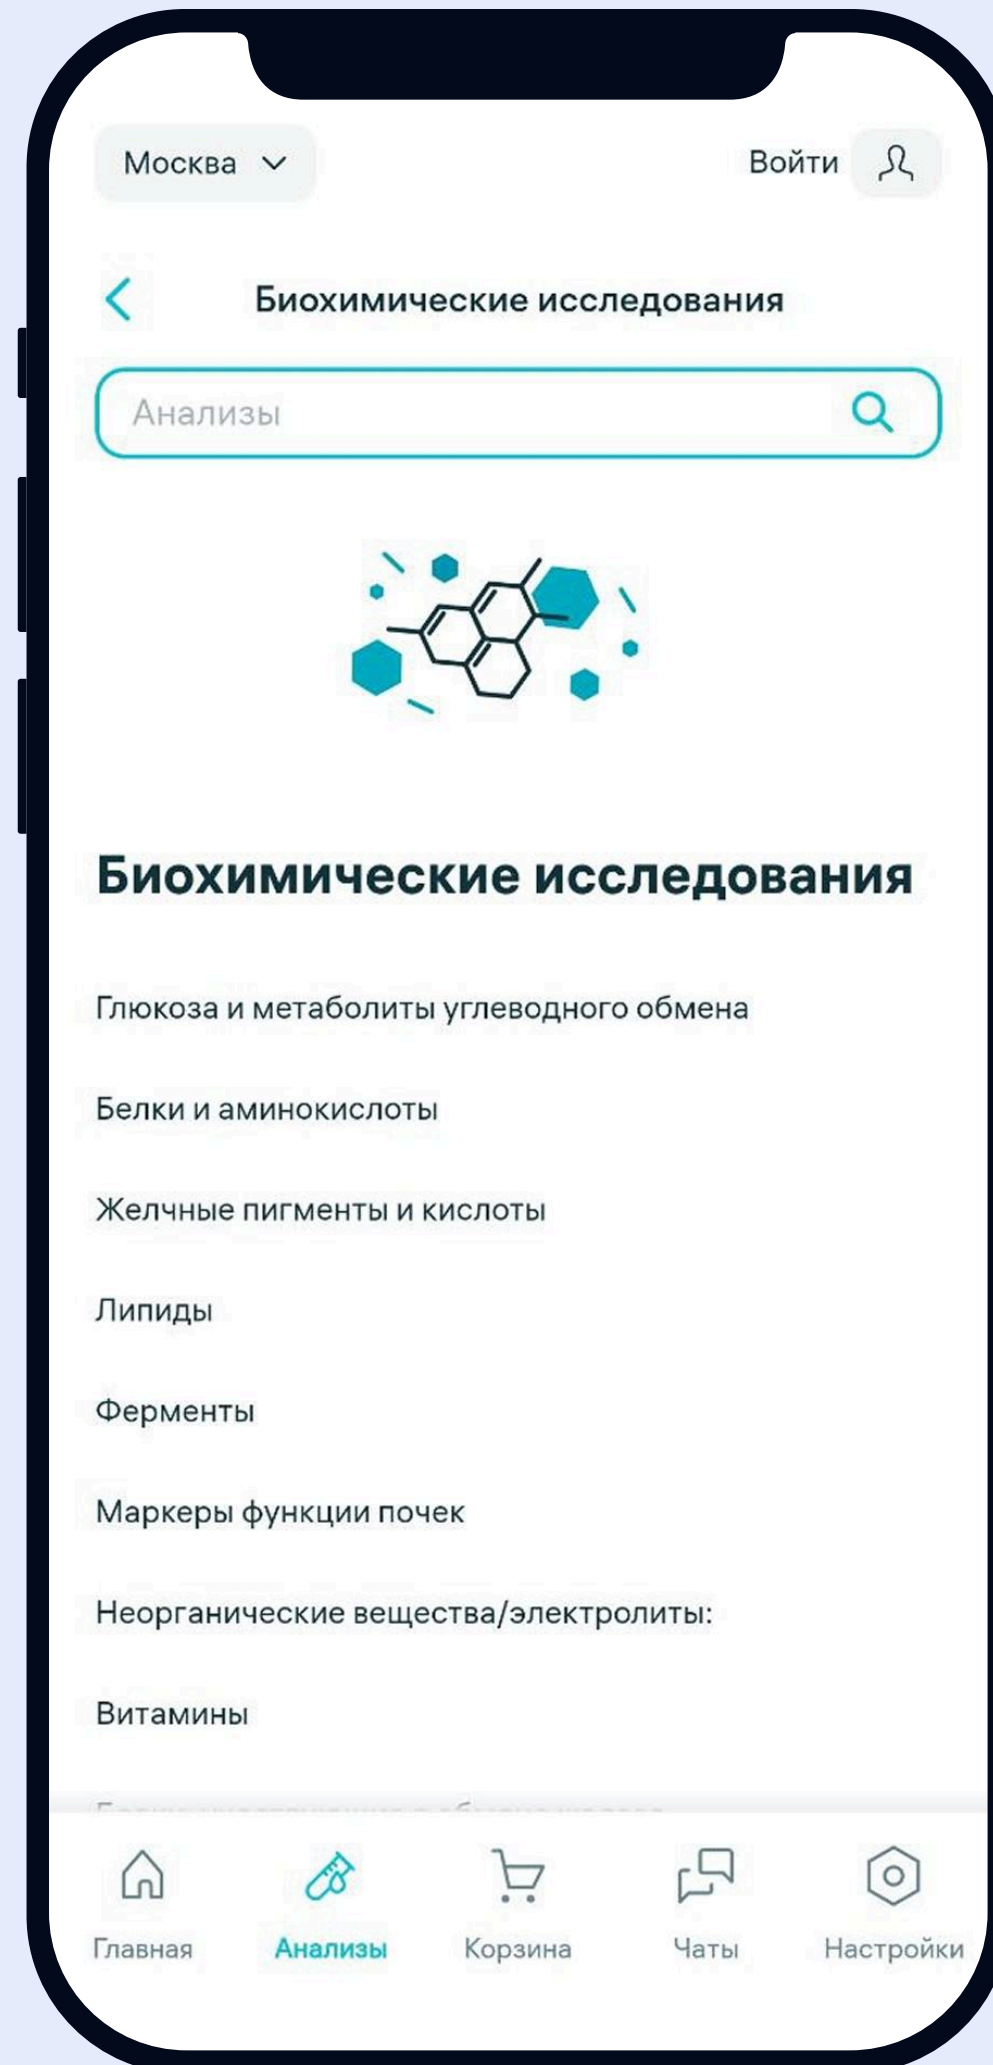 Москва
Войти
Биохимические исследования
Анализы
Биохимические исследования
Глюкоза и метаболиты углеводного обмена
Белки и аминокислоты
Желчные пигменты и кислоты
Липиды
Ферменты
Маркеры функции почек
Неорганические вещества/электролиты:
Витамины
Главная
Анализы
Корзина
Чаты
Настройки